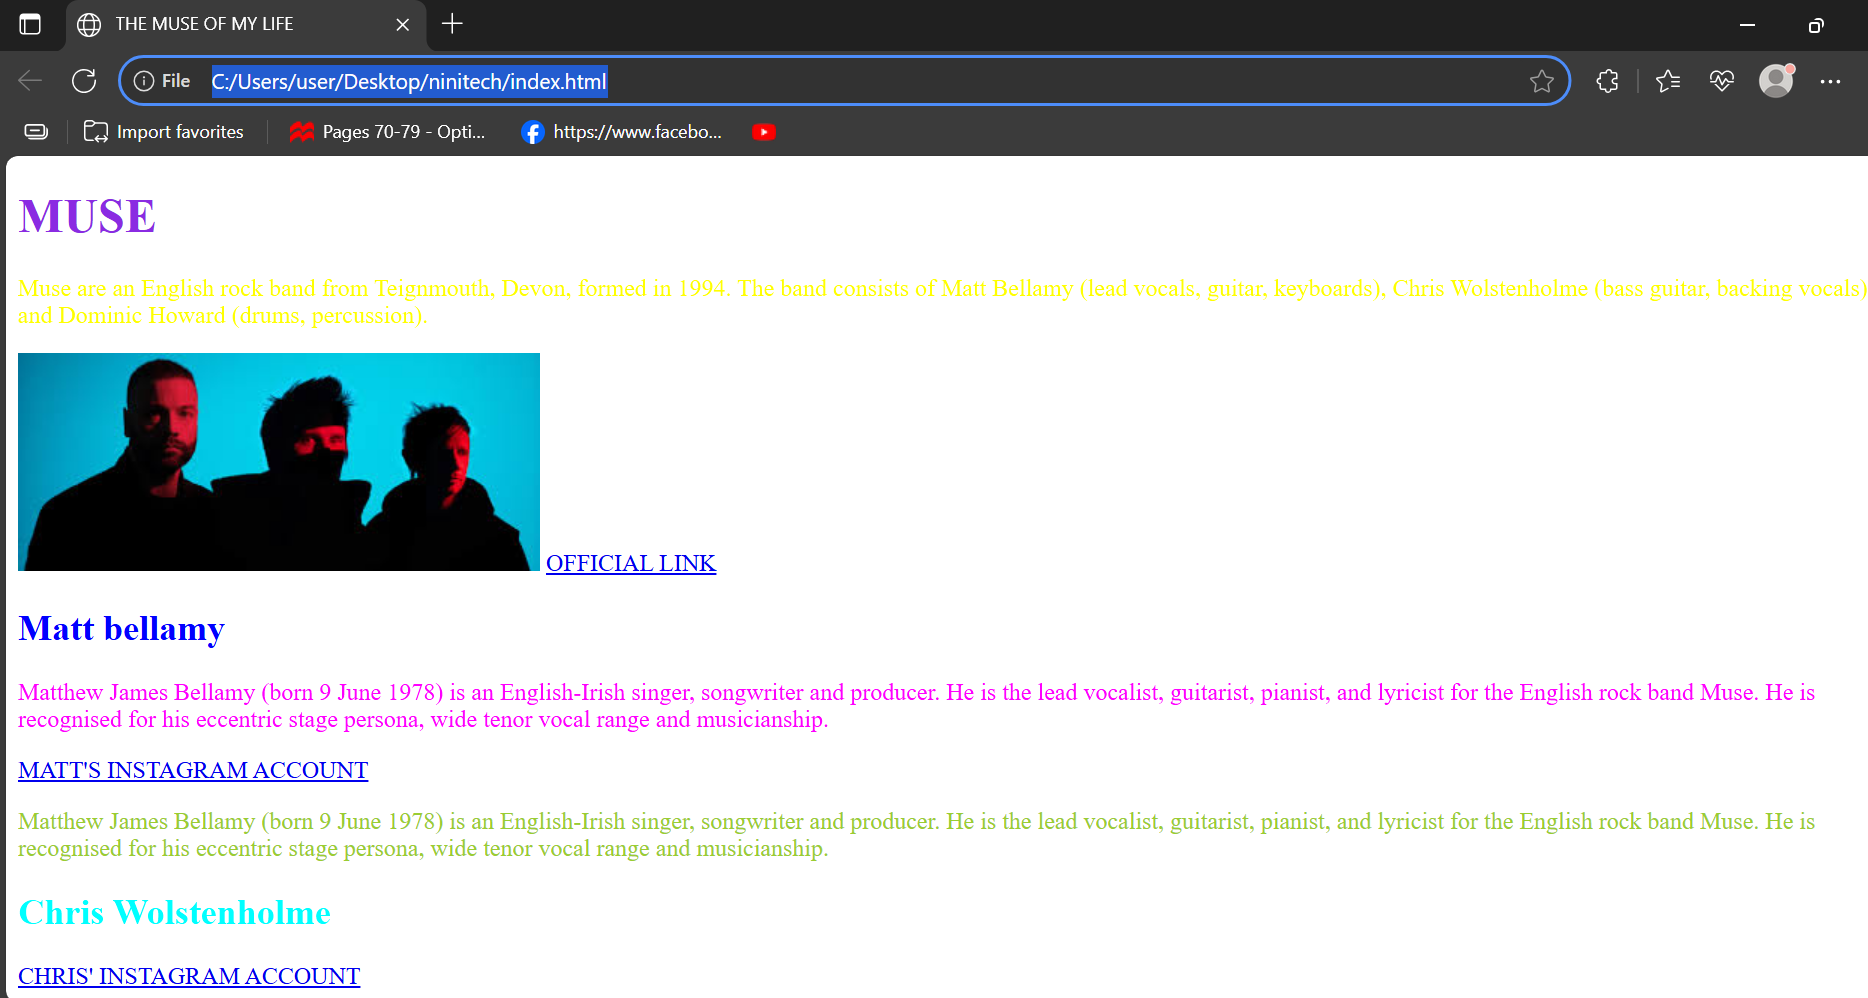 THE MUSE OF MY LIFE
File C:/Users/user/Desktop/ninitech/index.html
Import favorites Pages 70-79 - Opti... https://www.facebo...
MUSE
Muse are an English rock band from Teignmouth, Devon, formed in 1994. The band consists of Matt Bellamy (lead vocals, guitar, keyboards), Chris Wolstenholme (bass guitar, backing vocals)
and Dominic Howard (drums, percussion).
OFFICIAL LINK
Matt bellamy
Matthew James Bellamy (born 9 June 1978) is an English-Irish singer, songwriter and producer. He is the lead vocalist, guitarist, pianist, and lyricist for the English rock band Muse. He is
recognised for his eccentric stage persona, wide tenor vocal range and musicianship.
MATT'S INSTAGRAM ACCOUNT
Matthew James Bellamy (born 9 June 1978) is an English-Irish singer, songwriter and producer. He is the lead vocalist, guitarist, pianist, and lyricist for the English rock band Muse. He is
recognised for his eccentric stage persona, wide tenor vocal range and musicianship.
Chris Wolstenholme
CHRIS' INSTAGRAM ACCOUNT